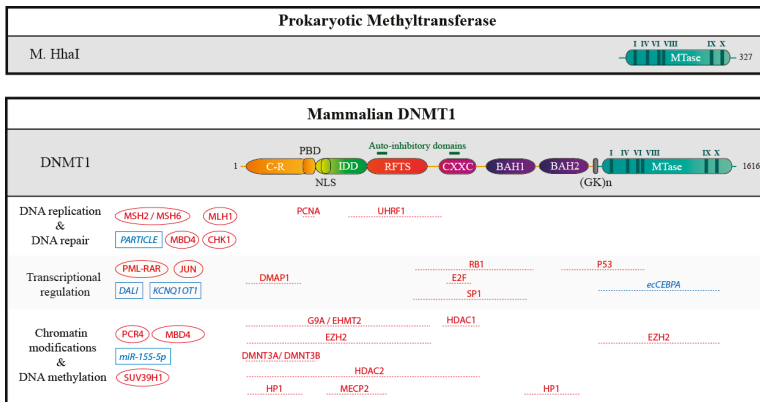 Prokaryotic Methyltransferase
M. HhaI
I IV VI VIII IX X
MTase
327
Mammalian DNMT1
DNMT1
PBD
Auto-inhibitory domains
I IV VI VIII IX X
1
C-R
IDD
RFTS
CXXC
BAH1
BAH2
MTase
1616
NLS
(GK)n
DNA replication
&
DNA repair
MSH2 / MSH6
MLH1
PARTICLE
MBD4
CHK1
PCNA
UHRF1
Transcriptional
regulation
PML-RAR
JUN
DALI
KCNQ1OT1
RB1
P53
DMAP1
E2F
ecCEBPA
SP1
Chromatin
modifications
&
DNA methylation
PCR4
MBD4
miR-155-5p
SUV39H1
G9A / EHMT2
HDAC1
EZH2
EZH2
DMNT3A/ DMNT3B
HDAC2
HP1
MECP2
HP1